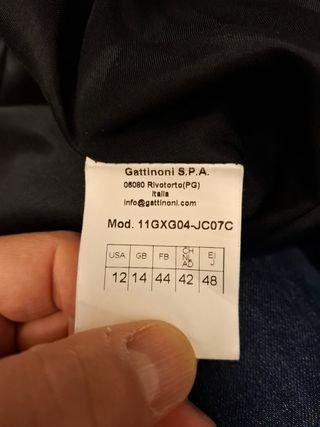 Gattinoni S.P.A.
06080 Rivotorto(PG)
Italia
info@gattinoni.com
Mod. 11GXG04-JC07C
USA GB FB CH NL AD EI J
12 14 44 42 48